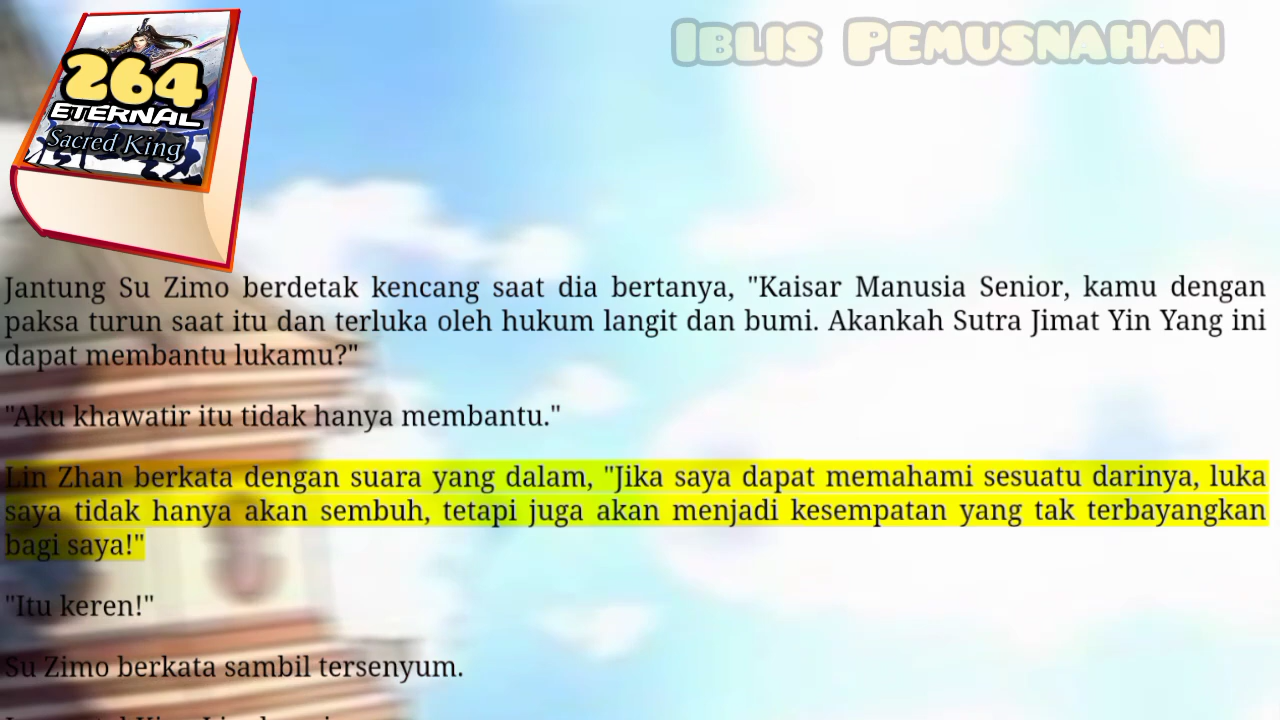 Iblis Pemusnahan
264
ETERNAL
Sacred King
Jantung Su Zimo berdetak kencang saat dia bertanya, "Kaisar Manusia Senior, kamu dengan
paksa turun saat itu dan terluka oleh hukum langit dan bumi. Akankah Sutra Jimat Yin Yang ini
dapat membantu lukamu?"
"Aku khawatir itu tidak hanya membantu."
Lin Zhan berkata dengan suara yang dalam, "Jika saya dapat memahami sesuatu darinya, luka
saya tidak hanya akan sembuh, tetapi juga akan menjadi kesempatan yang tak terbayangkan
bagi saya!"
"Itu keren!"
Su Zimo berkata sambil tersenyum.